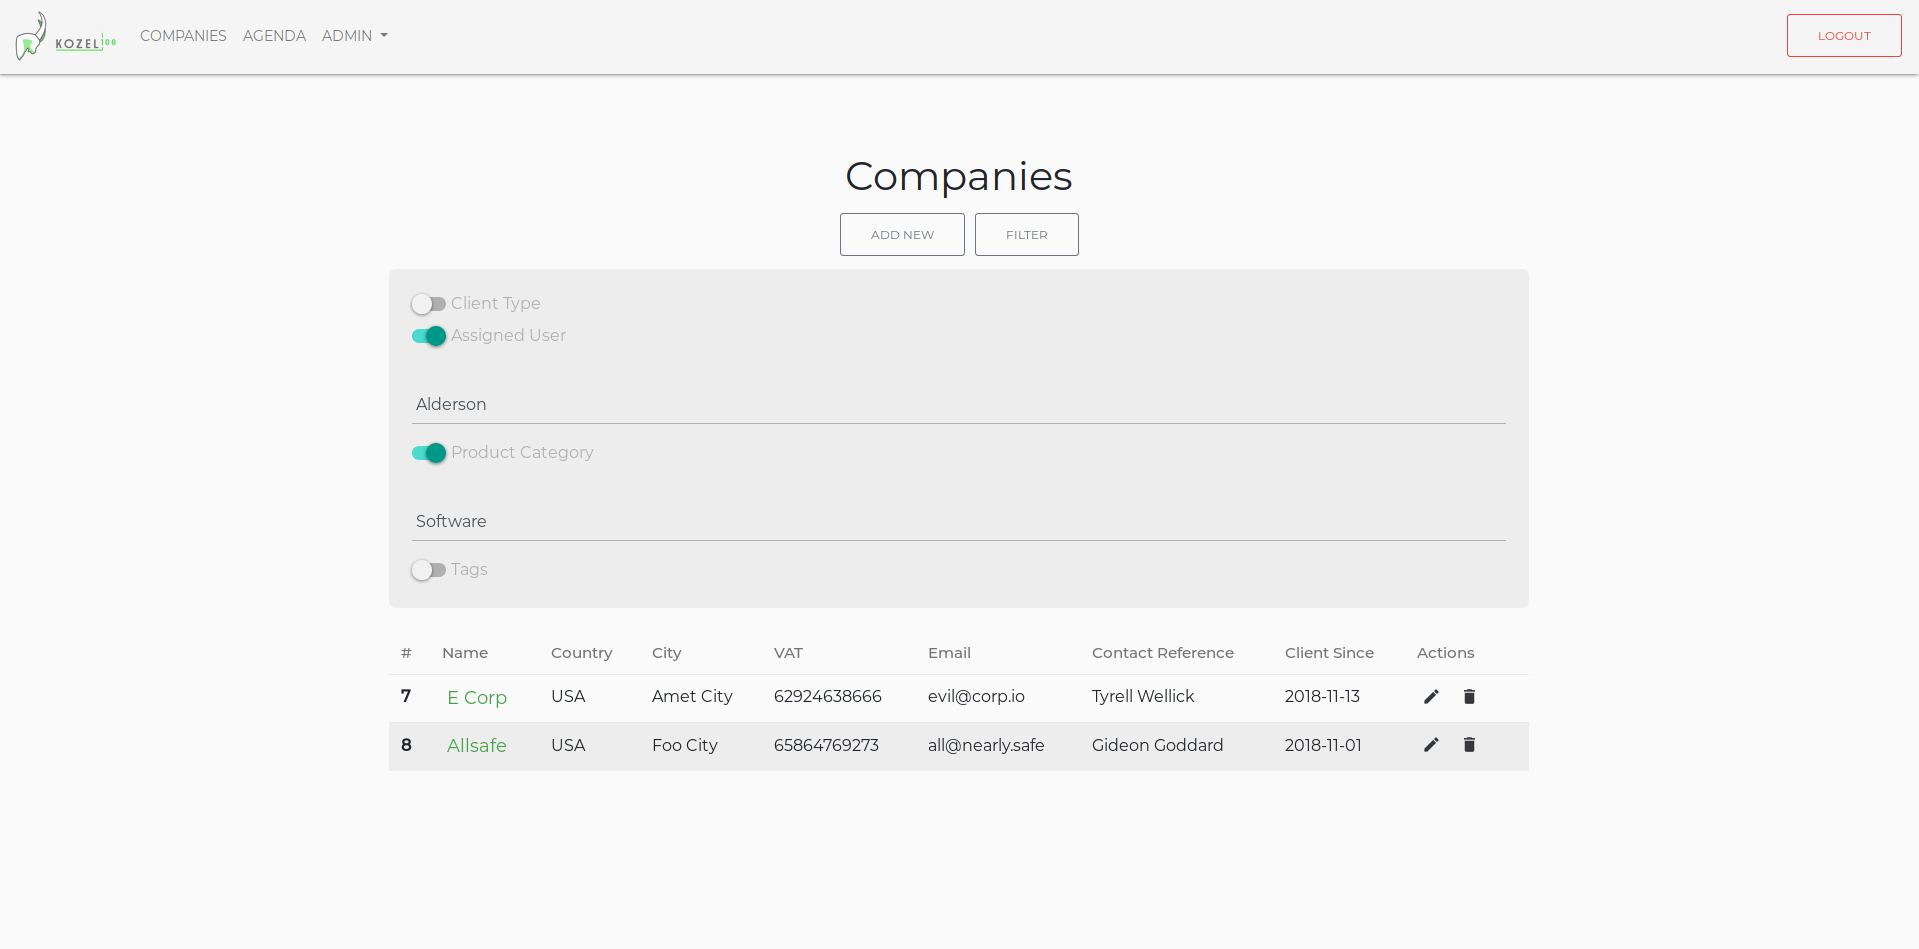 KOZEL100 COMPANIES AGENDA ADMIN LOGOUT
Companies
ADD NEW FILTER
Client Type
Assigned User
Alderson
Product Category
Software
Tags
# Name Country City VAT Email Contact Reference Client Since Actions
7 E Corp USA Amet City 62924638666 evil@corp.io Tyrell Wellick 2018-11-13
8 Allsafe USA Foo City 65864769273 all@nearly.safe Gideon Goddard 2018-11-01